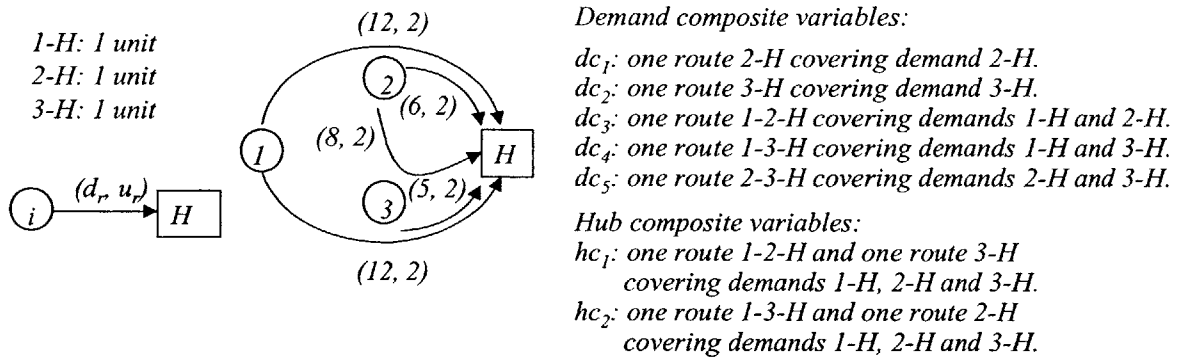 1-H: 1 unit
2-H: 1 unit
3-H: 1 unit
(d_r, u_r)
i
H
(12, 2)
2
(6, 2)
(8, 2)
1
H
3
(5, 2)
(12, 2)
Demand composite variables:
dc₁: one route 2-H covering demand 2-H.
dc₂: one route 3-H covering demand 3-H.
dc₃: one route 1-2-H covering demands 1-H and 2-H.
dc₄: one route 1-3-H covering demands 1-H and 3-H.
dc₅: one route 2-3-H covering demands 2-H and 3-H.
Hub composite variables:
hc₁: one route 1-2-H and one route 3-H
covering demands 1-H, 2-H and 3-H.
hc₂: one route 1-3-H and one route 2-H
covering demands 1-H, 2-H and 3-H.